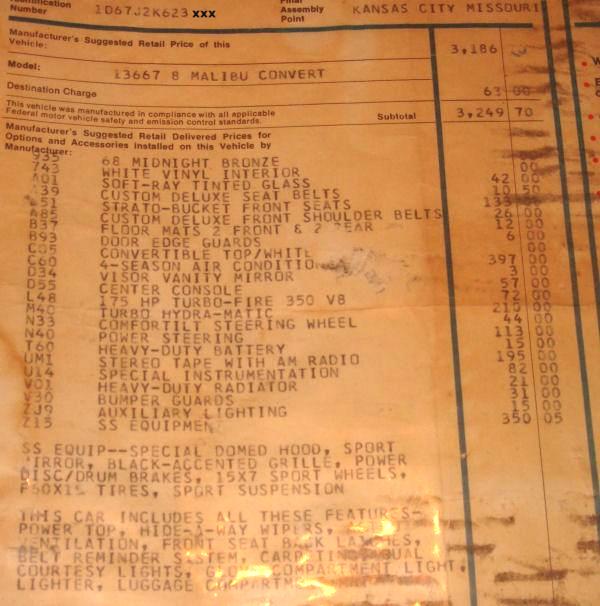 Identification Number 1D67J2K623 xxx Final Assembly Point KANSAS CITY MISSOURI
Manufacturer's Suggested Retail Price of this Vehicle: 3,186
Model: 13667 8 MALIBU CONVERT
Destination Charge 63 00
This vehicle was manufactured in compliance with all applicable
Federal motor vehicle safety and emission control standards. Subtotal 3,249 70
Manufacturer's Suggested Retail Delivered Prices for
Options and Accessories Installed on this Vehicle by
Manufacturer:
68 MIDNIGHT BRONZE
743 WHITE VINYL INTERIOR 00
A01 SOFT-RAY TINTED GLASS 42 00
A39 CUSTOM DELUXE SEAT BELTS 10 50
A51 STRATO-BUCKET FRONT SEATS 133 00
A85 CUSTOM DELUXE FRONT SHOULDER BELTS 26 00
B37 FLOOR MATS 2 FRONT & 2 REAR 12 00
B93 DOOR EDGE GUARDS 6 00
C05 CONVERTIBLE TOP/WHITE 00
C60 4-SEASON AIR CONDITIO 397 00
D34 VISOR VANITY MIRROR 3 00
D55 CENTER CONSOLE 57 00
L48 175 HP TURBO-FIRE 350 V8 72 00
M40 TURBO HYDRA-MATIC 210 00
N33 COMFORTILT STEERING WHEEL 44 00
N40 POWER STEERING 113 00
T60 HEAVY-DUTY BATTERY 15 00
UM1 STEREO TAPE WITH AM RADIO 195 00
U14 SPECIAL INSTRUMENTATION 82 00
V01 HEAVY-DUTY RADIATOR 21 00
V30 BUMPER GUARDS 31 00
ZJ9 AUXILIARY LIGHTING 15 00
Z15 SS EQUIPMEN 350 05
SS EQUIP--SPECIAL DOMED HOOD, SPORT
MIRROR, BLACK-ACCENTED GRILLE, POWER
DISC/DRUM BRAKES, 15X7 SPORT WHEELS,
F60X15 TIRES, SPORT SUSPENSION
THIS CAR INCLUDES ALL THESE FEATURES-
POWER TOP, HIDE-A-WAY WIPERS,
VENTILATION, FRONT SEAT BACK LATCHES,
BELT REMINDER SYSTEM, CARPETING, DUAL
COURTESY LIGHTS, GLOVE COMPARTMENT LIGHT,
LIGHTER, LUGGAGE COMPARTM